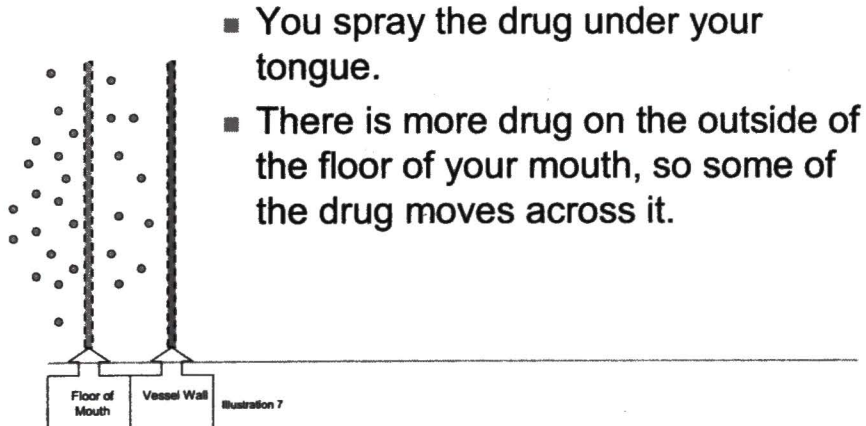 You spray the drug under your
tongue.
There is more drug on the outside of
the floor of your mouth, so some of
the drug moves across it.
Floor of
Mouth
Vessel Wall
Illustration 7